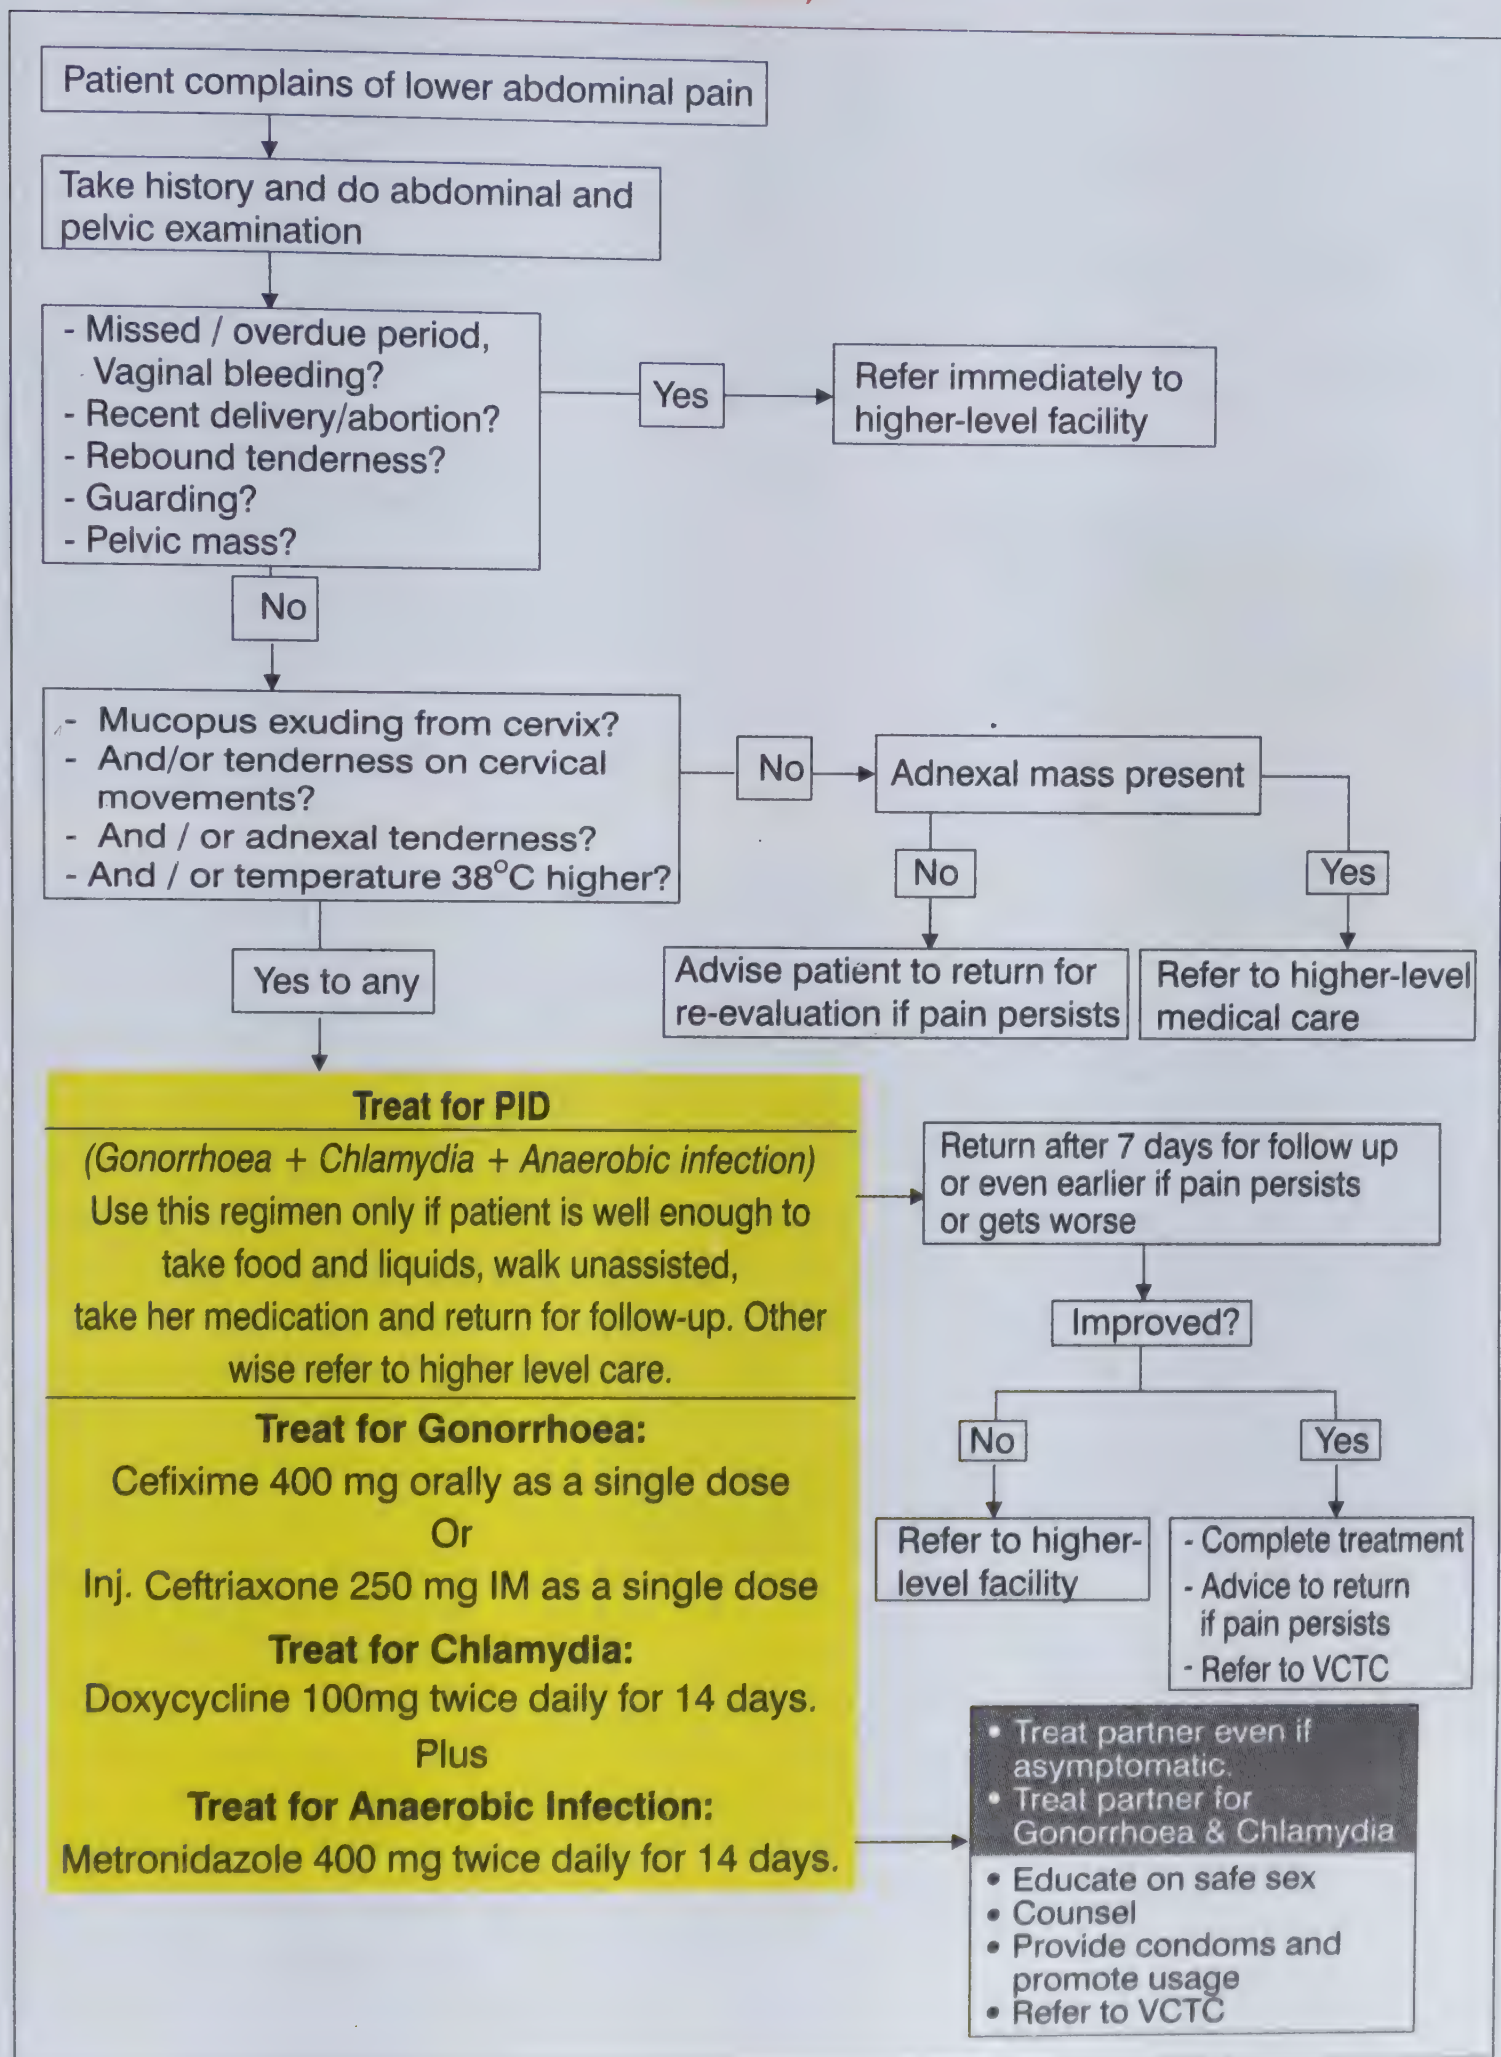 Patient complains of lower abdominal pain
Take history and do abdominal and
pelvic examination
- Missed / overdue period,
Vaginal bleeding?
- Recent delivery/abortion?
- Rebound tenderness?
- Guarding?
- Pelvic mass?
Yes
Refer immediately to
higher-level facility
No
- Mucopus exuding from cervix?
- And/or tenderness on cervical
movements?
- And / or adnexal tenderness?
- And / or temperature 38°C higher?
No
Adnexal mass present
No
Yes
Advise patient to return for
re-evaluation if pain persists
Refer to higher-level
medical care
Yes to any
Treat for PID
(Gonorrhoea + Chlamydia + Anaerobic infection)
Use this regimen only if patient is well enough to
take food and liquids, walk unassisted,
take her medication and return for follow-up. Other
wise refer to higher level care.
Treat for Gonorrhoea:
Cefixime 400 mg orally as a single dose
Or
Inj. Ceftriaxone 250 mg IM as a single dose
Treat for Chlamydia:
Doxycycline 100mg twice daily for 14 days.
Plus
Treat for Anaerobic Infection:
Metronidazole 400 mg twice daily for 14 days.
Return after 7 days for follow up
or even earlier if pain persists
or gets worse
Improved?
No
Yes
Refer to higher-
level facility
- Complete treatment
- Advice to return
if pain persists
- Refer to VCTC
• Treat partner even if
asymptomatic.
• Treat partner for
Gonorrhoea & Chlamydia
• Educate on safe sex
• Counsel
• Provide condoms and
promote usage
• Refer to VCTC